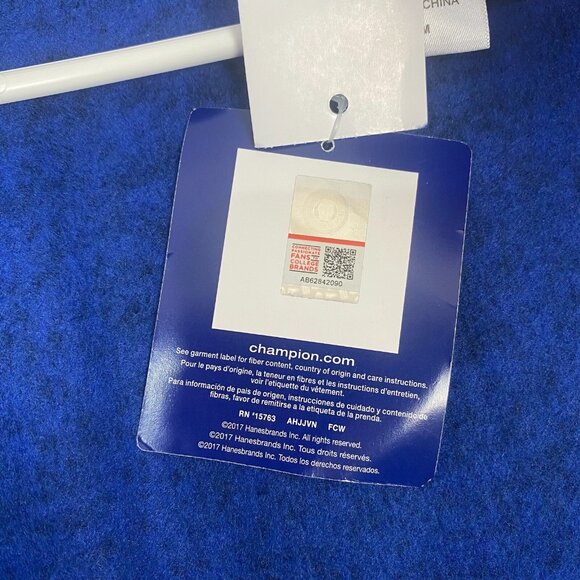 CHINA
M
CONNECTING
PASSIONATE
FANS TO
COLLEGE
BRANDS
AB62842090
champion.com
See garment label for fiber content, country of origin and care instructions.
Pour le pays d'origine, la teneur en fibres et les instructions d'entretien,
voir l'etiquette du vêtement.
Para información de pais de origen, instrucciones de cuidado y contenido de
fibras, favor de remitirse a la etiqueta de la prenda.
RN *15763 AHJJVN FCW
©2017 Hanesbrands Inc. All rights reserved.
©2017 Hanesbrands Inc. Tous droits réservés.
©2017 Hanesbrands Inc. Todos los derechos reservados.